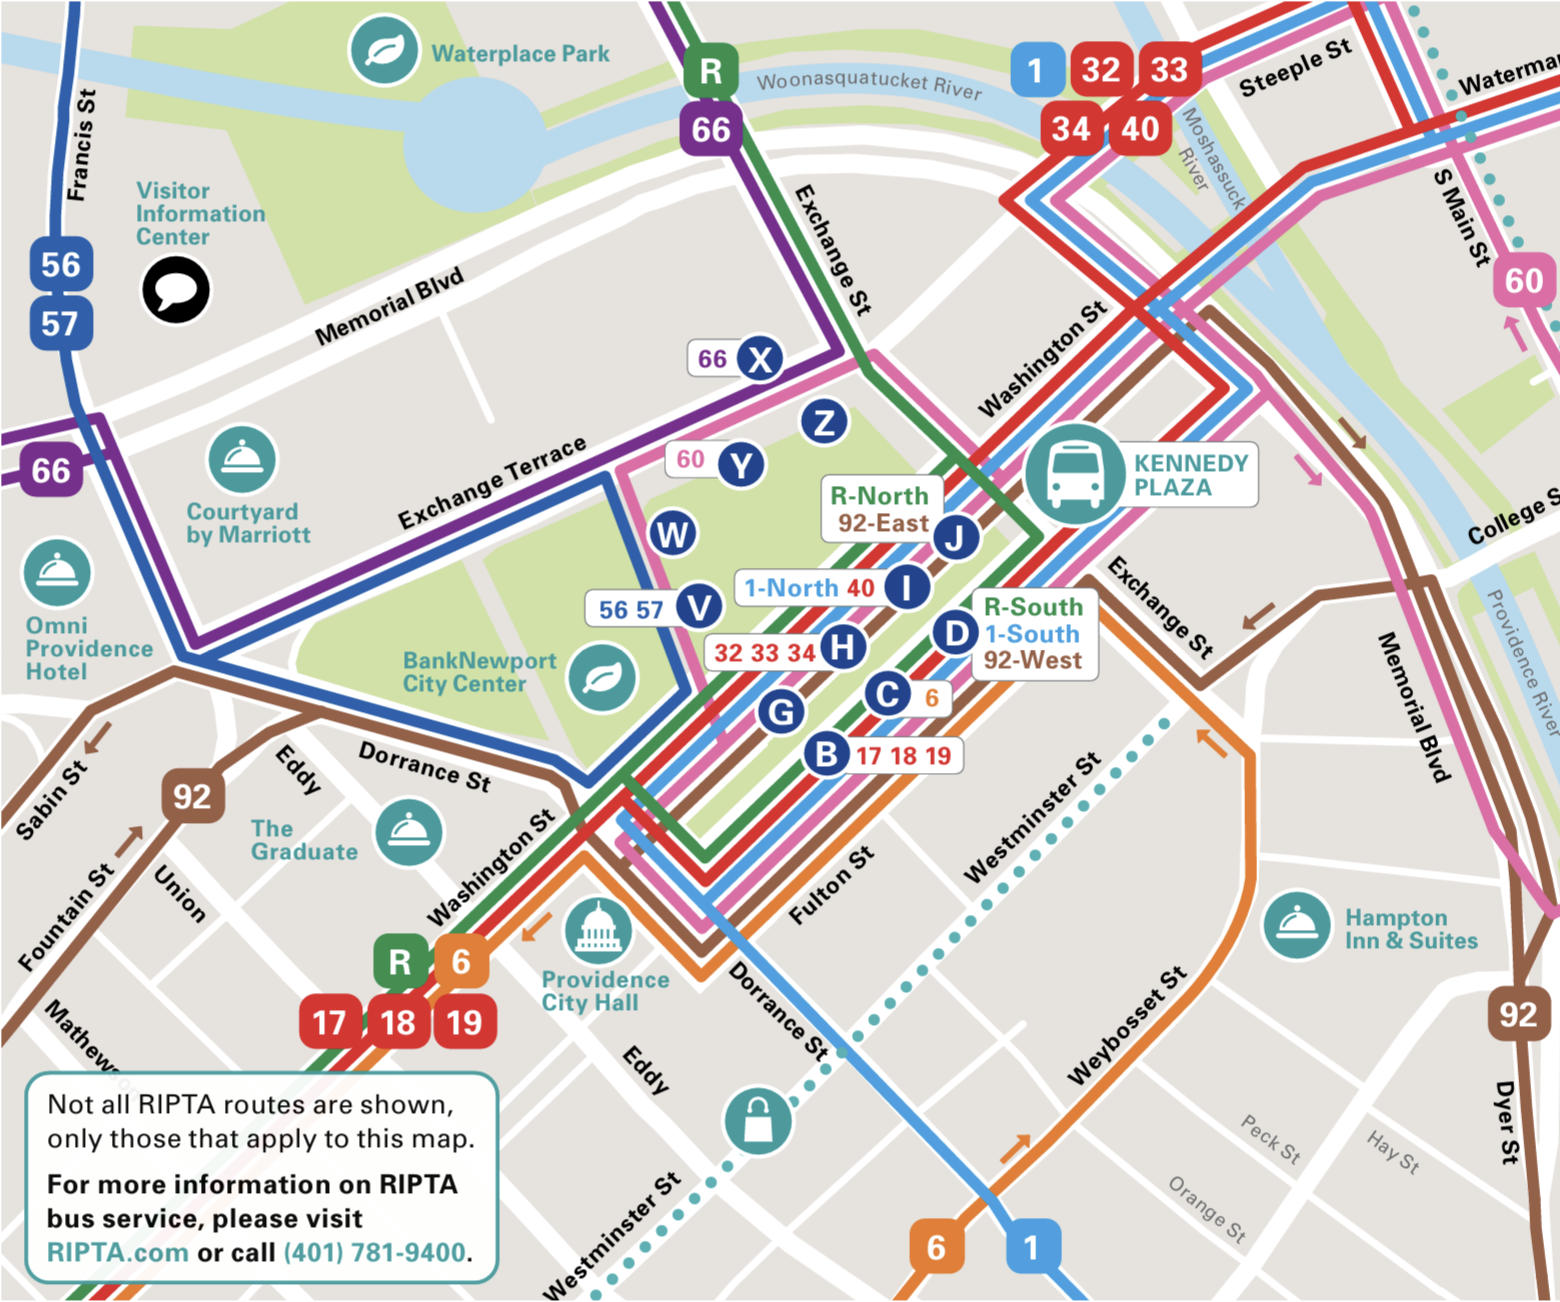 Waterplace Park
R
66
Woonasquatucket River
1 32 33
34 40
Steeple St
Moshassuck
River
Francis St
Visitor
Information
Center
56
57
Memorial Blvd
Exchange St
S Main St
60
Washington St
66 X
Z
60 Y
66
Courtyard
by Marriott
Exchange Terrace
KENNEDY
PLAZA
College S
R-North
92-East
J
W
1-North 40 I
56 57 V
Omni
Providence
Hotel
BankNewport
City Center
32 33 34 H
R-South
1-South
92-West
D
Exchange St
Providence River
Memorial Blvd
G
C 6
B 17 18 19
Sabin St
92
Eddy
Dorrance St
The
Graduate
Washington St
Westminster St
Fulton St
Fountain St
Union
Hampton
Inn & Suites
R 6
17 18 19
Providence
City Hall
Dorrance St
Weybosset St
92
Eddy
Dyer St
Peck St
Hay St
Orange St
Westminster St
6
1
Not all RIPTA routes are shown,
only those that apply to this map.
For more information on RIPTA
bus service, please visit
RIPTA.com or call (401) 781-9400.